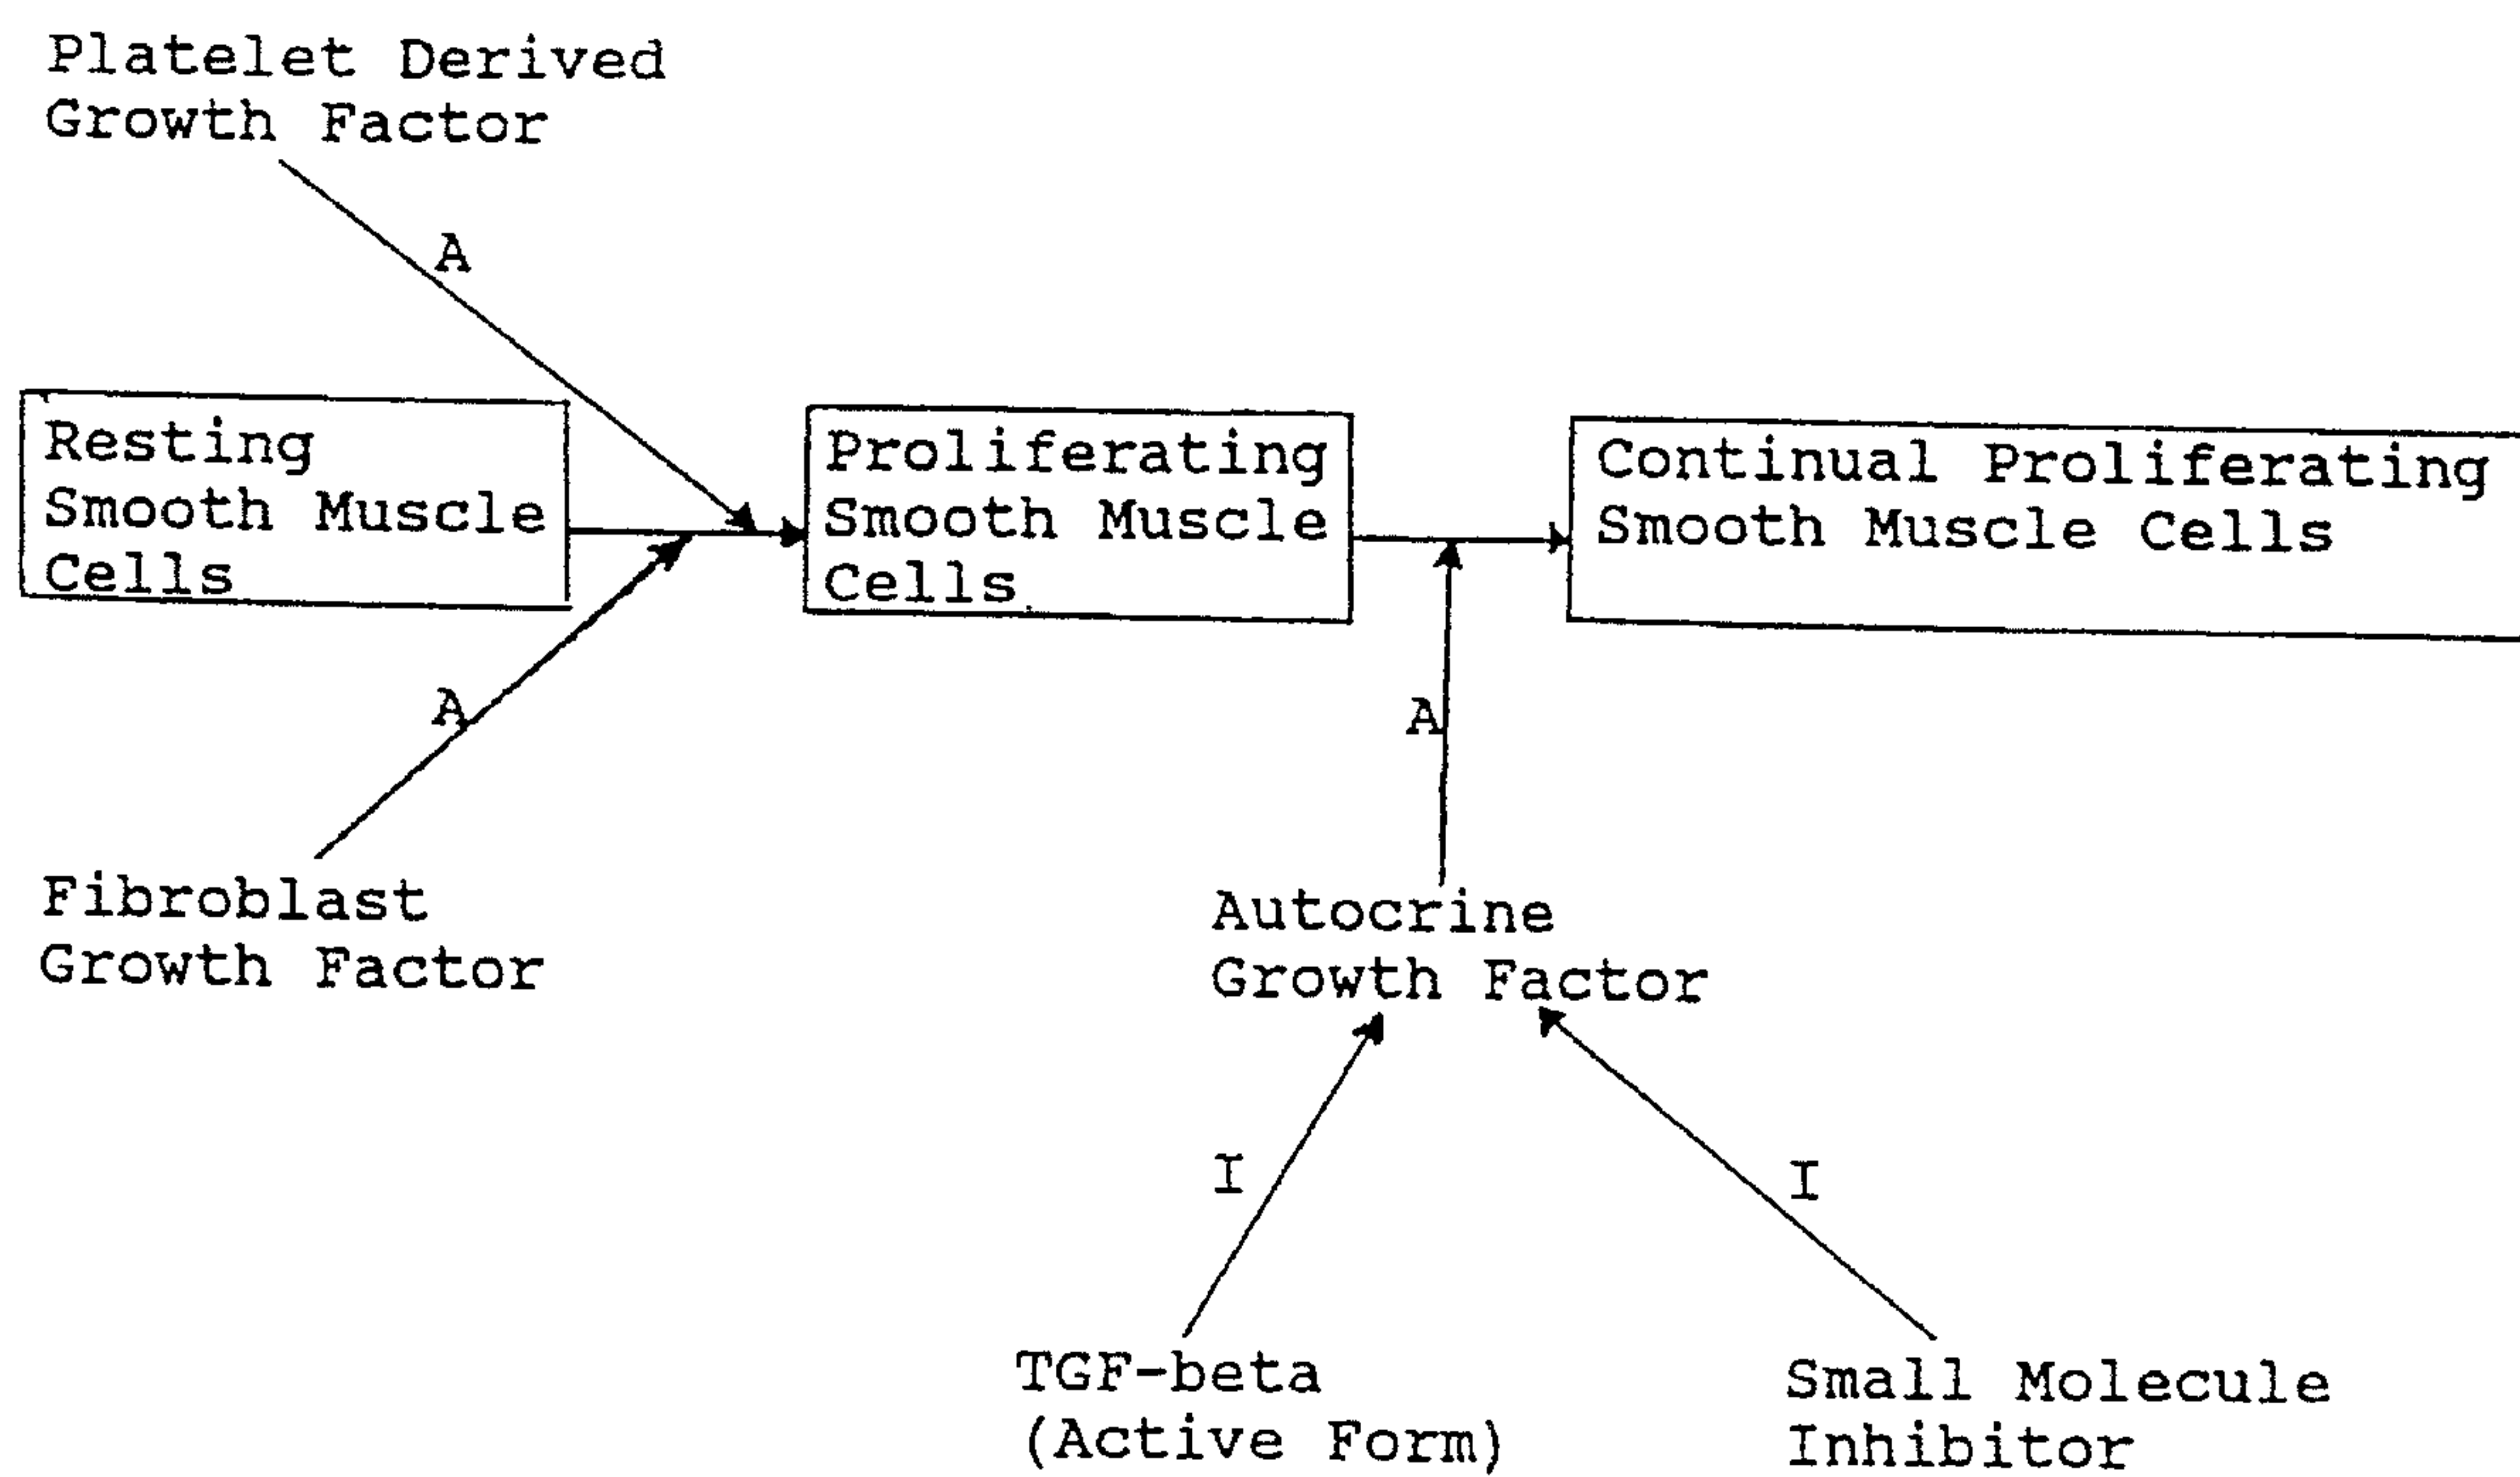 Platelet Derived
Growth Factor
A
Resting
Smooth Muscle
Cells
Proliferating
Smooth Muscle
Cells
Continual Proliferating
Smooth Muscle Cells
A
A
Fibroblast
Growth Factor
Autocrine
Growth Factor
I
I
TGF-beta
(Active Form)
Small Molecule
Inhibitor